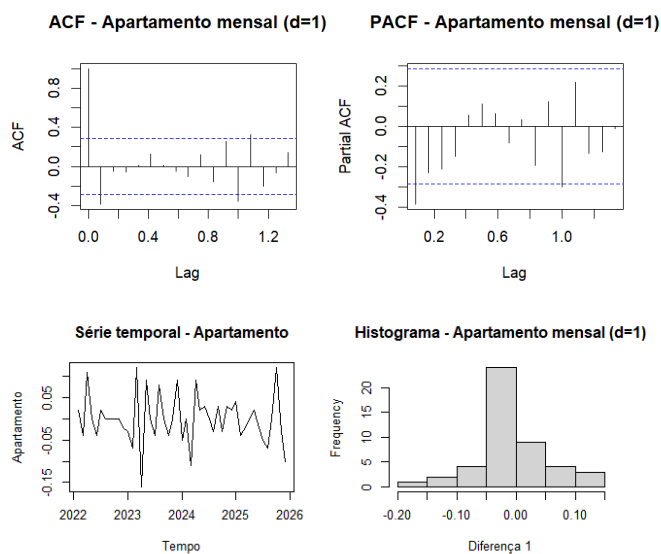 ACF - Apartamento mensal (d=1)
ACF
-0.4 0.0 0.4 0.8
0.0 0.4 0.8 1.2
Lag
PACF - Apartamento mensal (d=1)
Partial ACF
-0.4 -0.2 0.0 0.2
0.2 0.6 1.0
Lag
Série temporal - Apartamento
Apartamento
-0.15 -0.05 0.05
2022 2023 2024 2025 2026
Tempo
Histograma - Apartamento mensal (d=1)
Frequency
0 5 10 15 20
-0.20 -0.10 0.00 0.10
Diferença 1